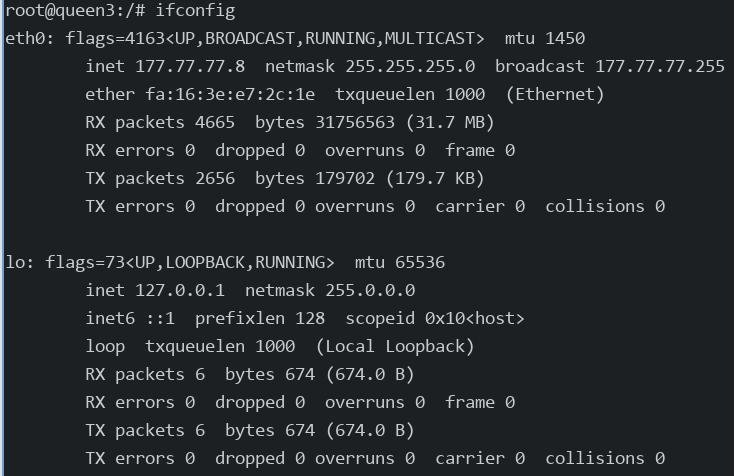 root@queen3:/# ifconfig
eth0: flags=4163<UP,BROADCAST,RUNNING,MULTICAST>  mtu 1450
        inet 177.77.77.8  netmask 255.255.255.0  broadcast 177.77.77.255
        ether fa:16:3e:e7:2c:1e  txqueuelen 1000  (Ethernet)
        RX packets 4665  bytes 31756563 (31.7 MB)
        RX errors 0  dropped 0  overruns 0  frame 0
        TX packets 2656  bytes 179702 (179.7 KB)
        TX errors 0  dropped 0 overruns 0  carrier 0  collisions 0

lo: flags=73<UP,LOOPBACK,RUNNING>  mtu 65536
        inet 127.0.0.1  netmask 255.0.0.0
        inet6 ::1  prefixlen 128  scopeid 0x10<host>
        loop  txqueuelen 1000  (Local Loopback)
        RX packets 6  bytes 674 (674.0 B)
        RX errors 0  dropped 0  overruns 0  frame 0
        TX packets 6  bytes 674 (674.0 B)
        TX errors 0  dropped 0 overruns 0  carrier 0  collisions 0